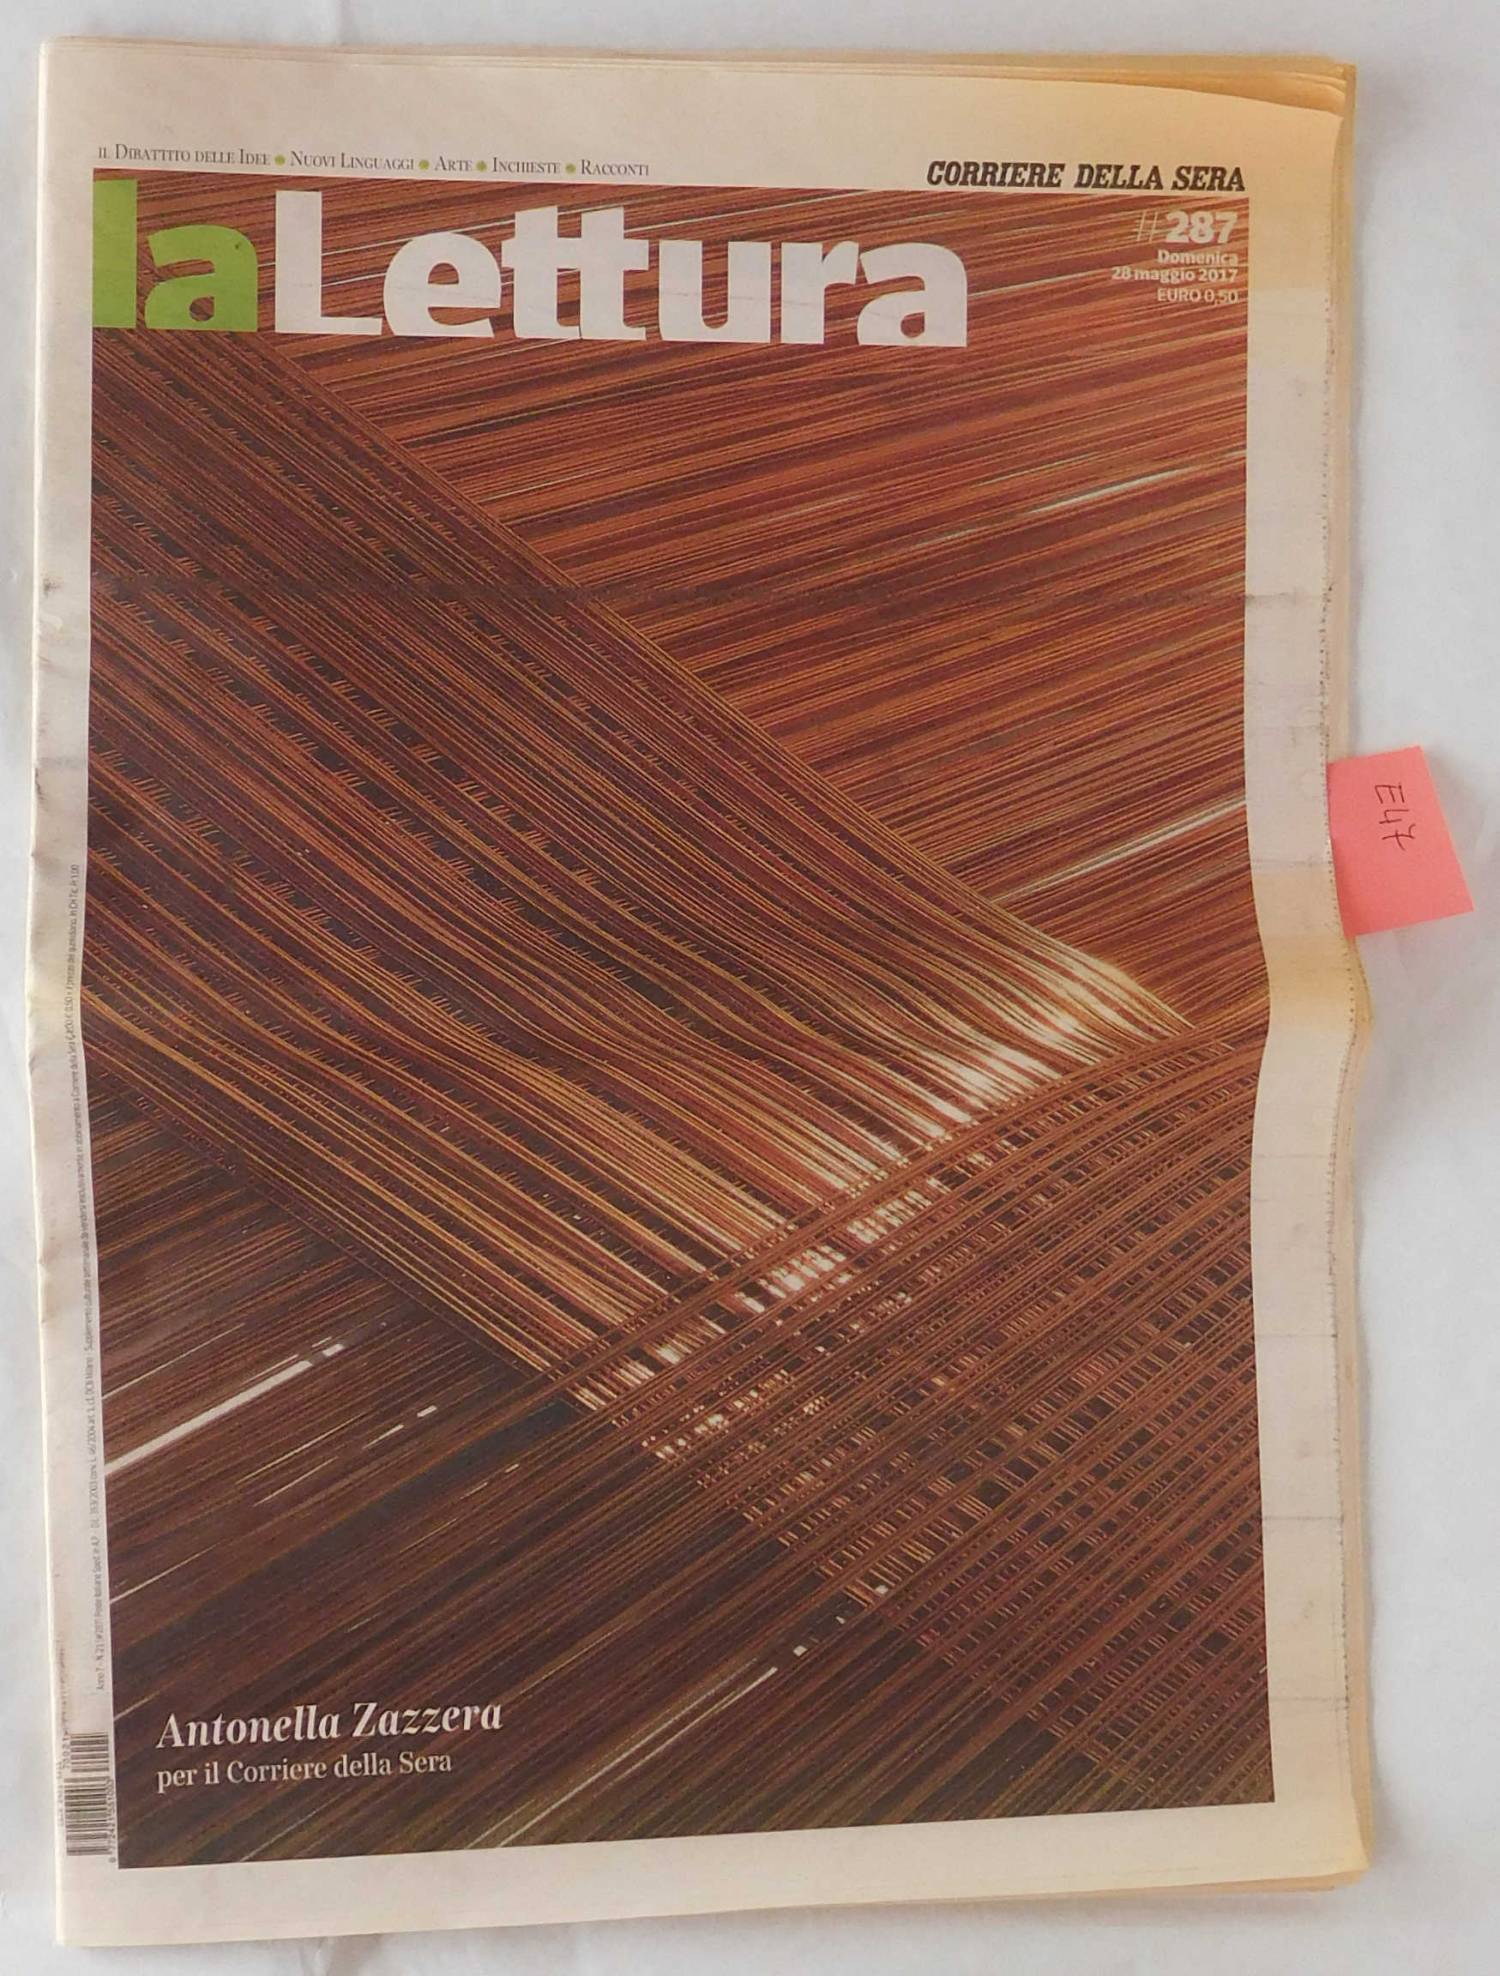 IL DIBATTITO DELLE IDEE • NUOVI LINGUAGGI • ARTE • INCHIESTE • RACCONTI
CORRIERE DELLA SERA
laLettura
#287
Domenica
28 maggio 2017
EURO 0,50
E47
Antonella Zazzera
per il Corriere della Sera